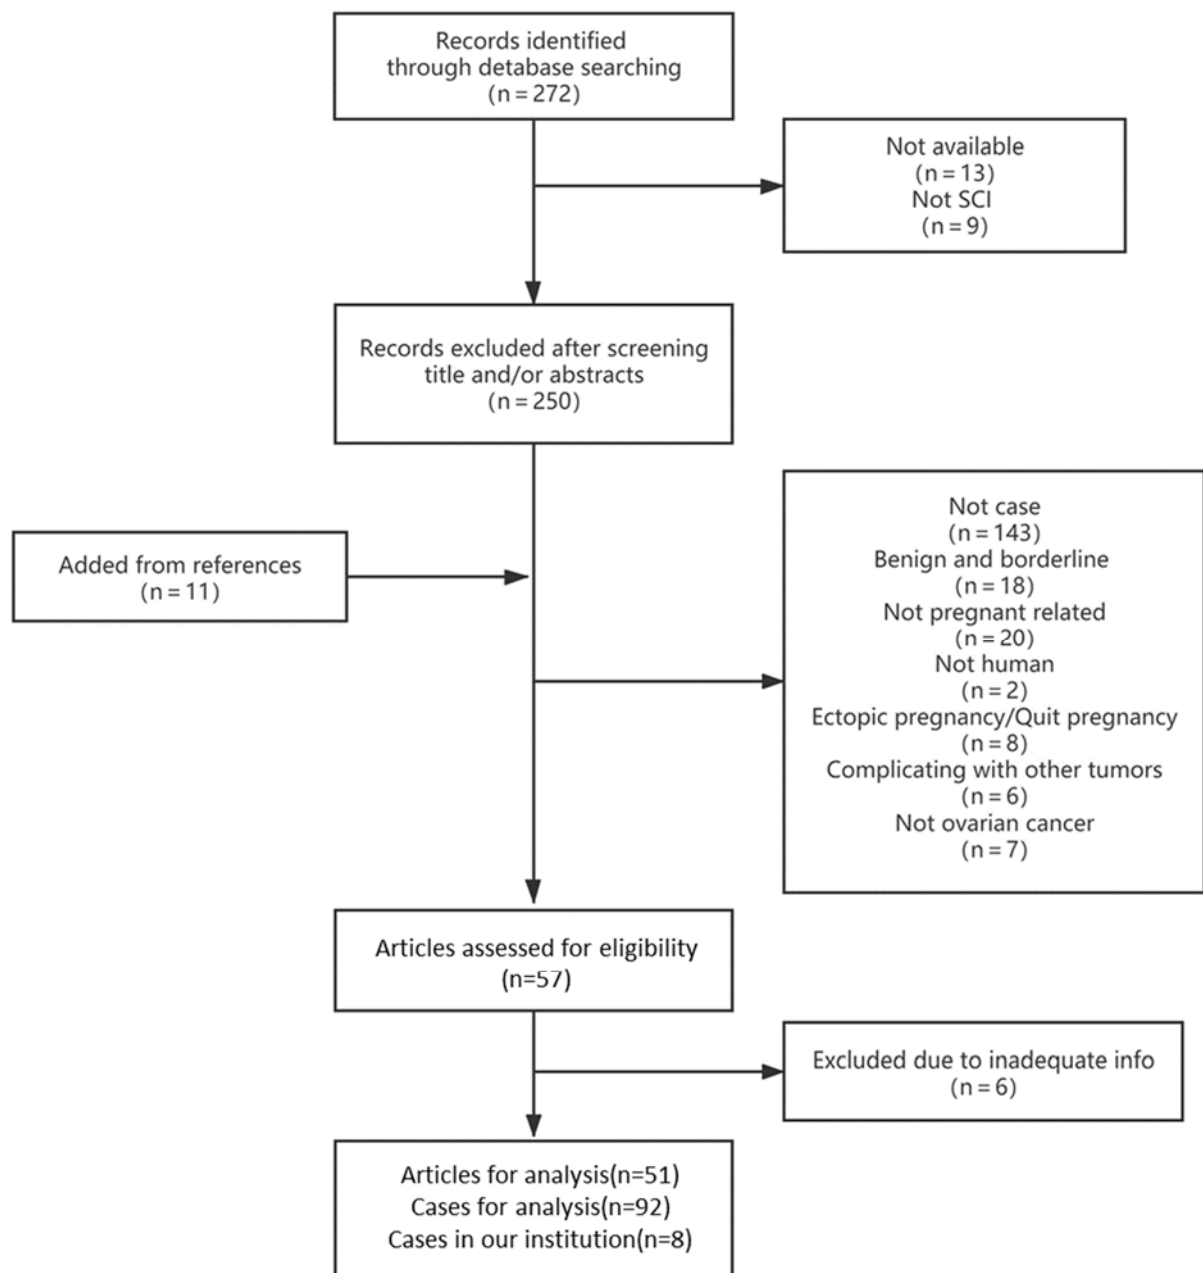 Records identified
through detabase searching
(n = 272)
Not available
(n = 13)
Not SCI
(n = 9)
Records excluded after screening
title and/or abstracts
(n = 250)
Added from references
(n = 11)
Not case
(n = 143)
Benign and borderline
(n = 18)
Not pregnant related
(n = 20)
Not human
(n = 2)
Ectopic pregnancy/Quit pregnancy
(n = 8)
Complicating with other tumors
(n = 6)
Not ovarian cancer
(n = 7)
Articles assessed for eligibility
(n=57)
Excluded due to inadequate info
(n = 6)
Articles for analysis(n=51)
Cases for analysis(n=92)
Cases in our institution(n=8)